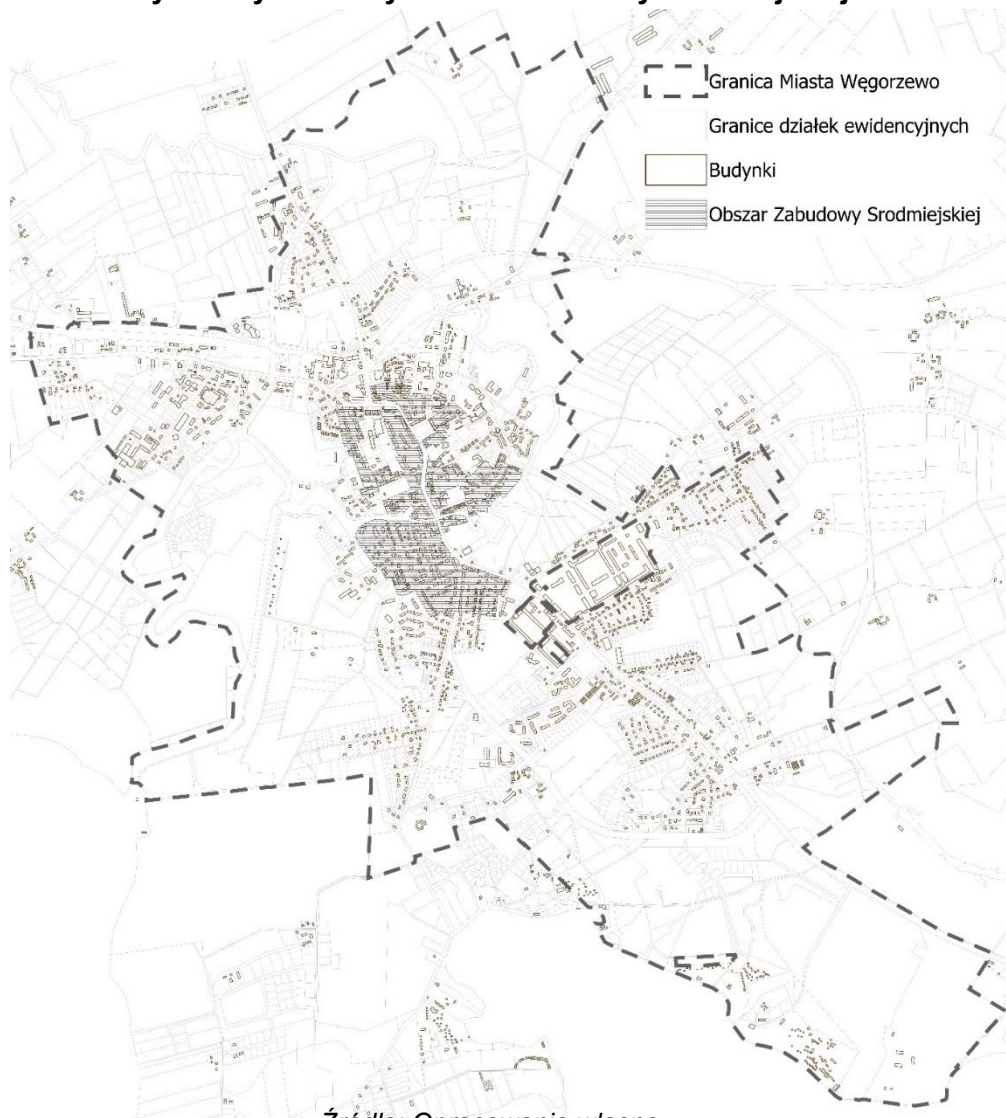 Granica Miasta Węgorzewo
Granice działek ewidencyjnych
Budynki
Obszar Zabudowy Srodmiejskiej
Źródło: Opracowanie własne